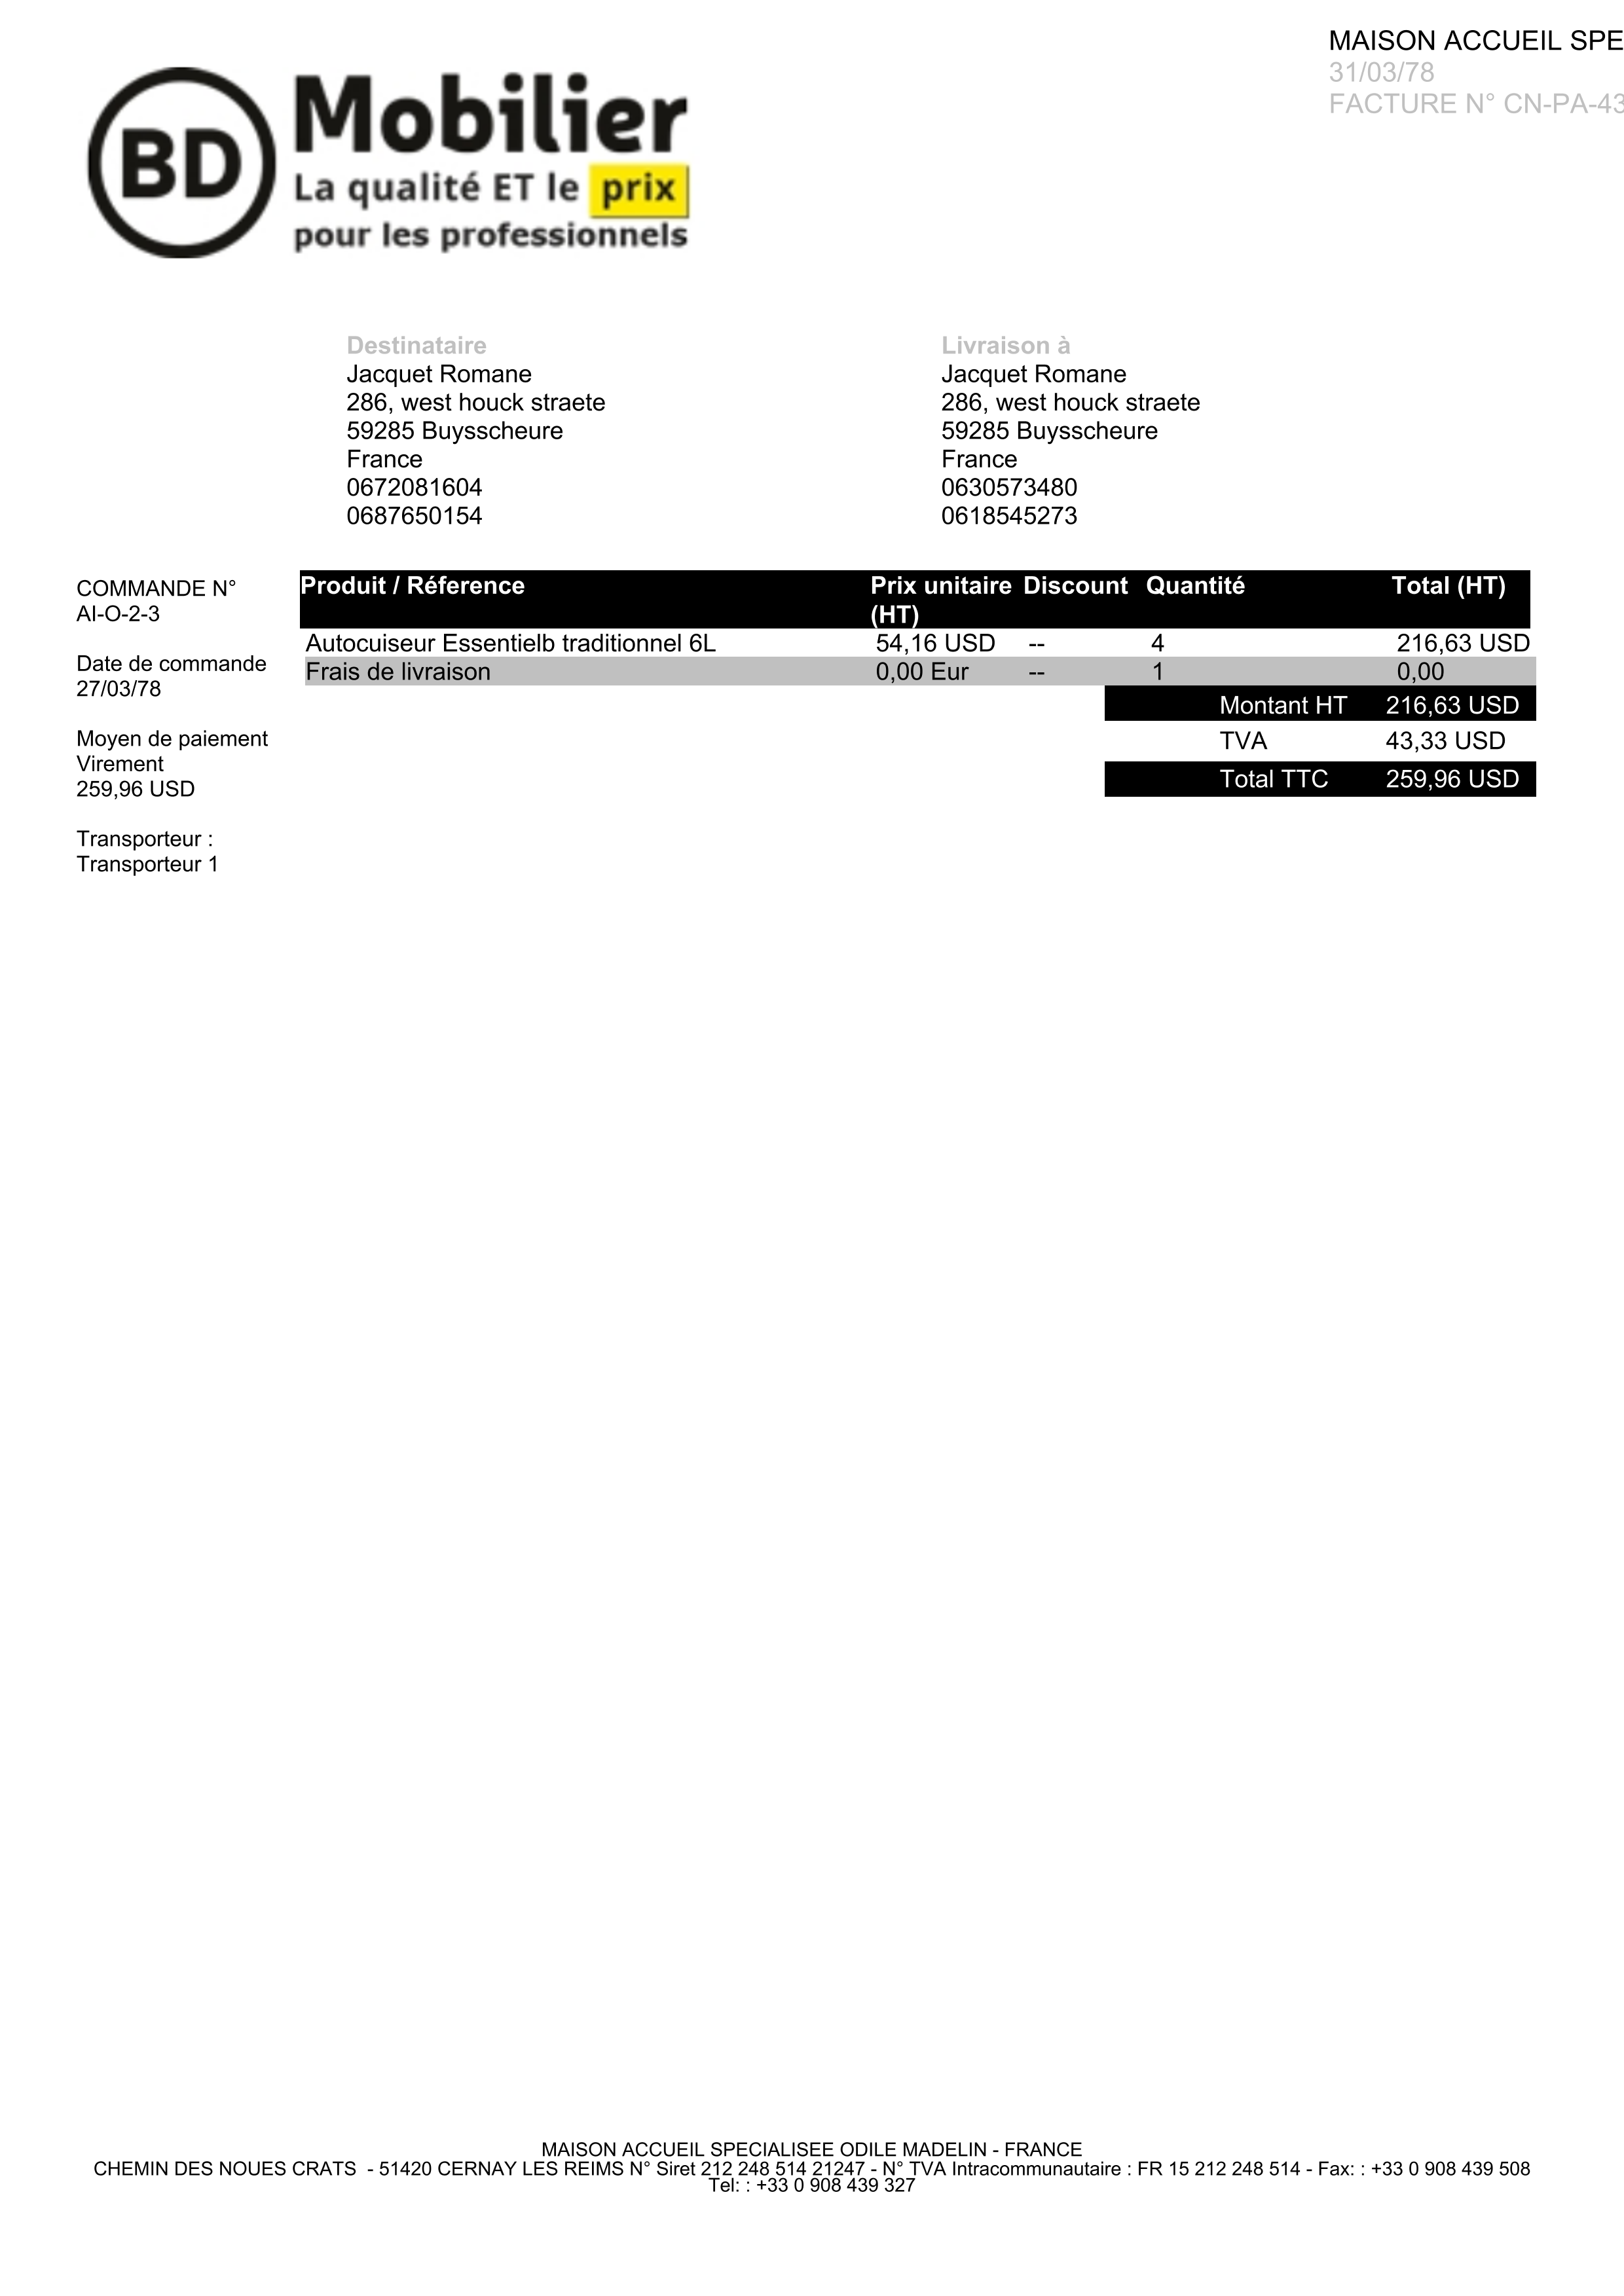 MAISON ACCUEIL SPE
31/03/78
FACTURE N° CN-PA-43
BD
Mobilier
La qualité ET le prix
pour les professionnels
Destinataire
Jacquet Romane
286, west houck straete
59285 Buysscheure
France
0672081604
0687650154
Livraison à
Jacquet Romane
286, west houck straete
59285 Buysscheure
France
0630573480
0618545273
COMMANDE N°
AI-O-2-3
Date de commande
27/03/78
Moyen de paiement
Virement
259,96 USD
Transporteur :
Transporteur 1
Produit / Réference Prix unitaire (HT) Discount Quantité Total (HT)
Autocuiseur Essentielb traditionnel 6L 54,16 USD -- 4 216,63 USD
Frais de livraison 0,00 Eur -- 1 0,00
Montant HT 216,63 USD
TVA 43,33 USD
Total TTC 259,96 USD
MAISON ACCUEIL SPECIALISEE ODILE MADELIN - FRANCE
CHEMIN DES NOUES CRATS - 51420 CERNAY LES REIMS N° Siret 212 248 514 21247 - N° TVA Intracommunautaire : FR 15 212 248 514 - Fax: : +33 0 908 439 508
Tel: : +33 0 908 439 327